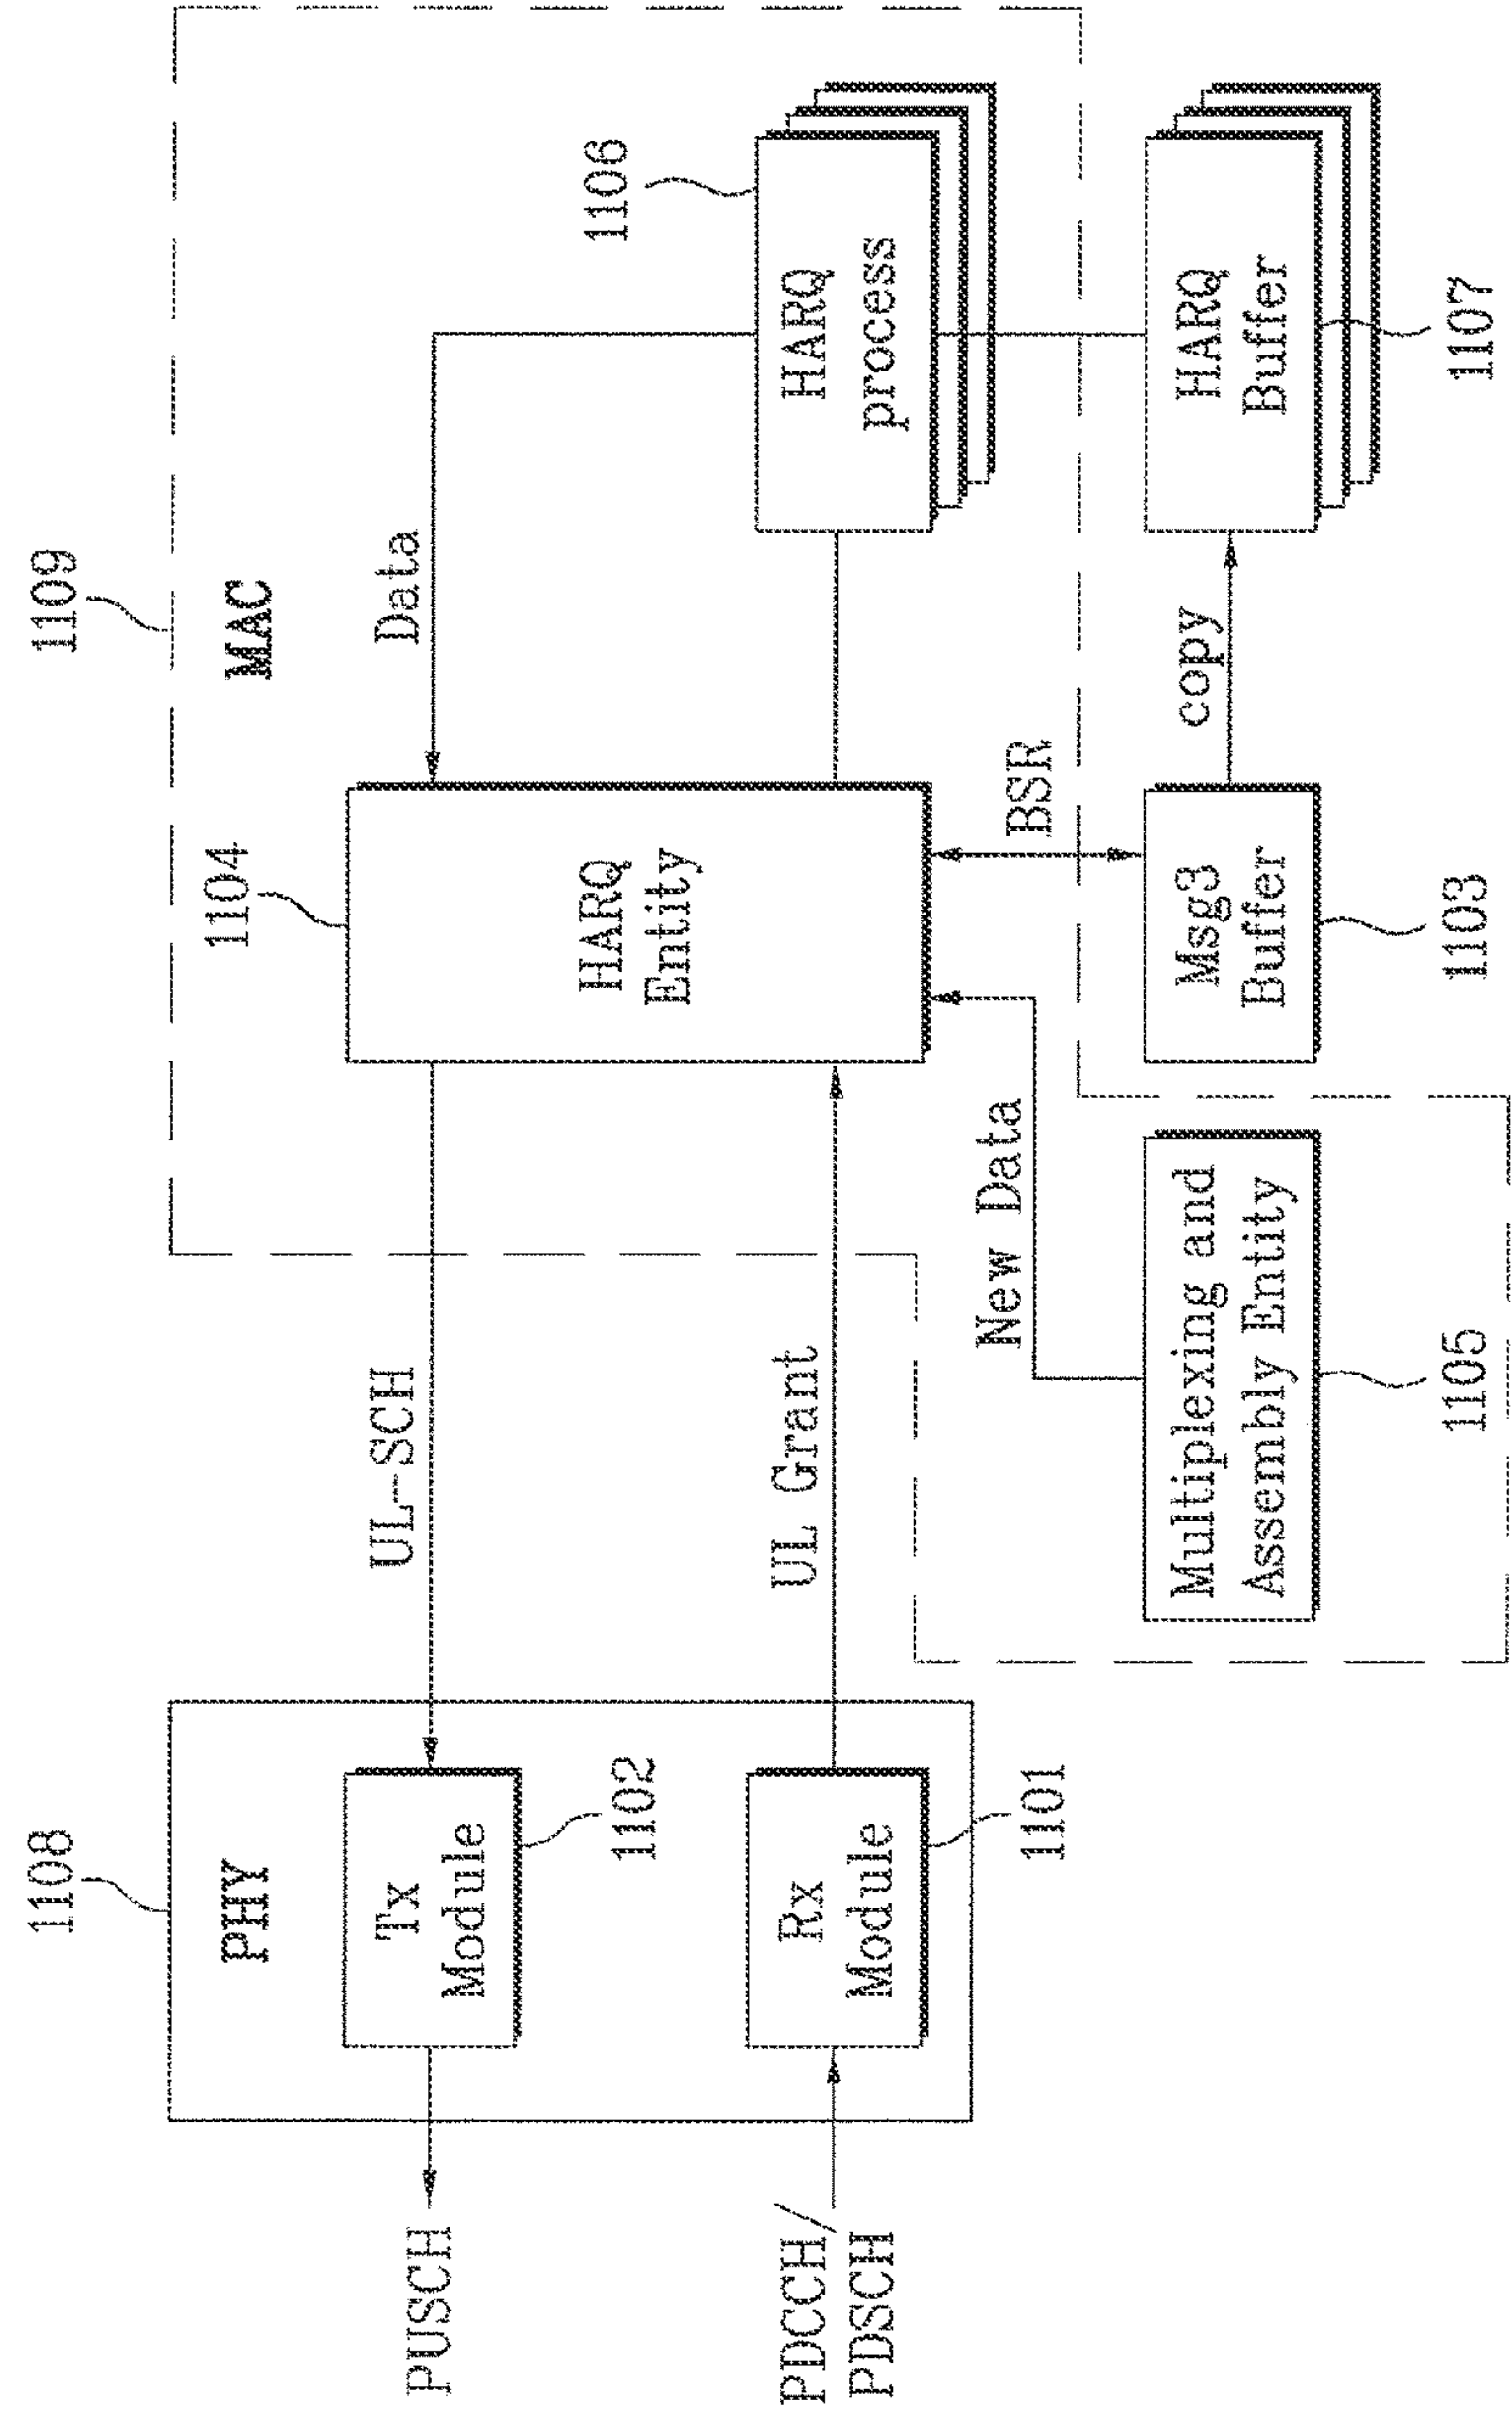 1108
PHY
Tx
Module
1102
Rx
Module
1101
PUSCH
PDCCH/
PDSCH
UL-SCH
UL Grant
1109
MAC
1104
HARQ
Entity
Data
1106
HARQ
process
New Data
BSR
Multiplexing and
Assembly Entity
1105
Msg3
Buffer
1103
copy
HARQ
Buffer
1107